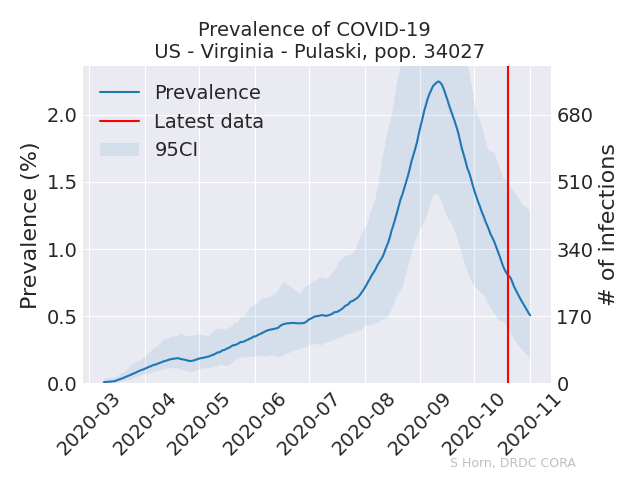 Prevalence of COVID-19
US - Virginia - Pulaski, pop. 34027
Prevalence
Latest data
95CI
Prevalence (%)
2.0
1.5
1.0
0.5
0.0
# of infections
680
510
340
170
0
2020-03
2020-04
2020-05
2020-06
2020-07
2020-08
2020-09
2020-10
2020-11
S Horn, DRDC CORA